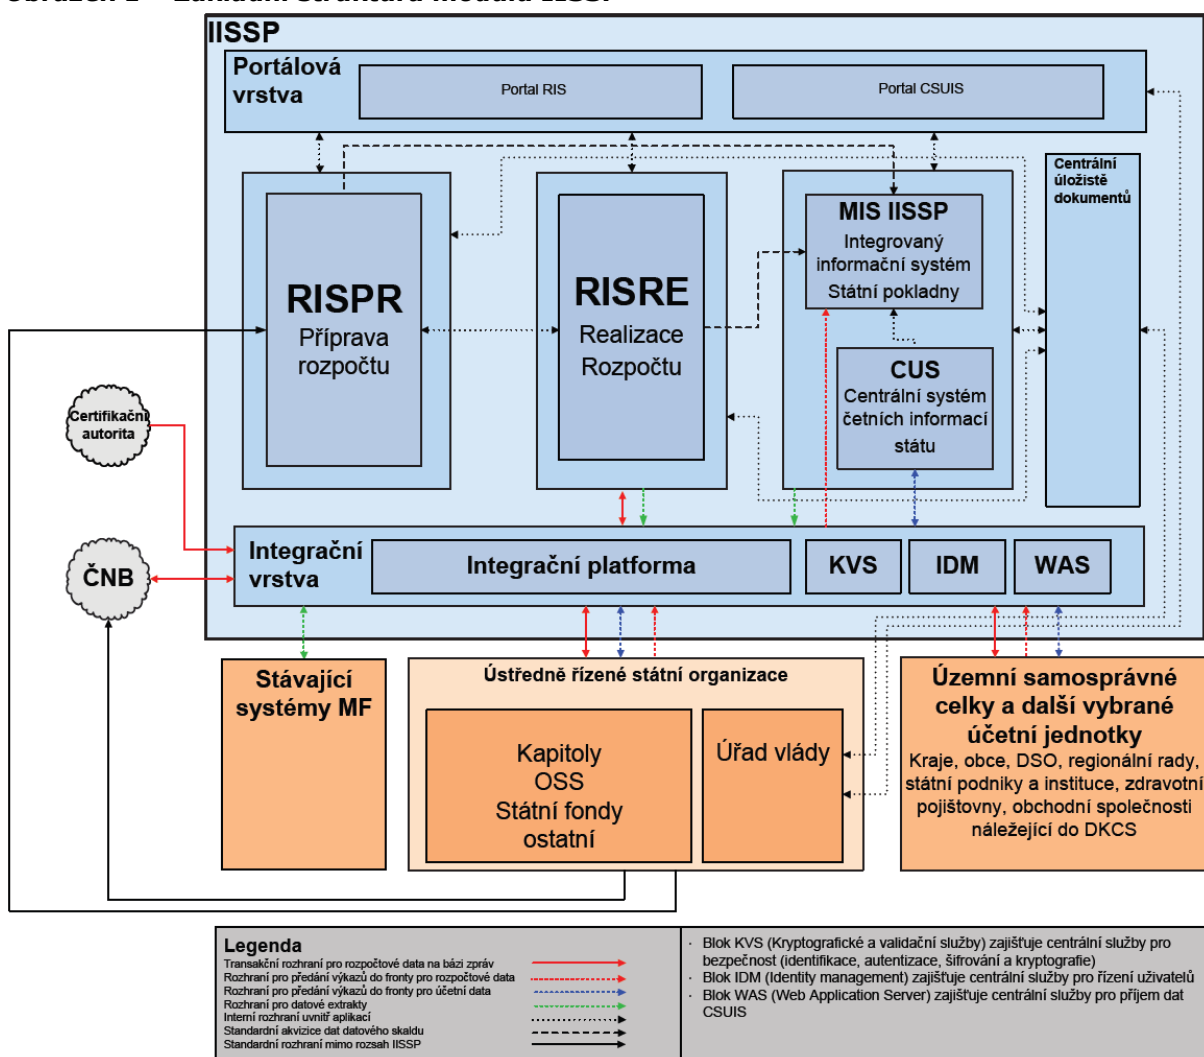 IISSP
Portálová
vrstva
Portal RIS
Portal CSUIS
Centrální
úložistě
dokumentů
RISPR
Příprava
rozpočtu
RISRE
Realizace
Rozpočtu
MIS IISSP
Integrovaný
informační systém
Státní pokladny
CUS
Centrální systém
četních informací
státu
Certifikační
autorita
ČNB
Integrační
vrstva
Integrační platforma
KVS
IDM
WAS
Stávající
systémy MF
Ústředně řízené státní organizace
Kapitoly
OSS
Státní fondy
ostatní
Úřad vlády
Územní samosprávné
celky a další vybrané
účetní jednotky
Kraje, obce, DSO, regionální rady,
státní podniky a instituce, zdravotní
pojištovny, obchodní společnosti
náležející do DKCS
Legenda
Transakční rozhraní pro rozpočtové data na bázi zpráv
Rozhraní pro předání výkazů do fronty pro rozpočtové data
Rozhraní pro předání výkazů do fronty pro účetní data
Rozhraní pro datové extrakty
Interní rozhraní uvnitř aplikací
Standardní akvizice dat datového skaldu
Standardní rozhraní mimo rozsah IISSP
· Blok KVS (Kryptografické a validační služby) zajišťuje centrální služby pro
bezpečnost (identifikace, autentizace, šifrování a kryptografie)
· Blok IDM (Identity management) zajišťuje centrální služby pro řízení uživatelů
· Blok WAS (Web Application Server) zajišťuje centrální služby pro příjem dat
CSUIS